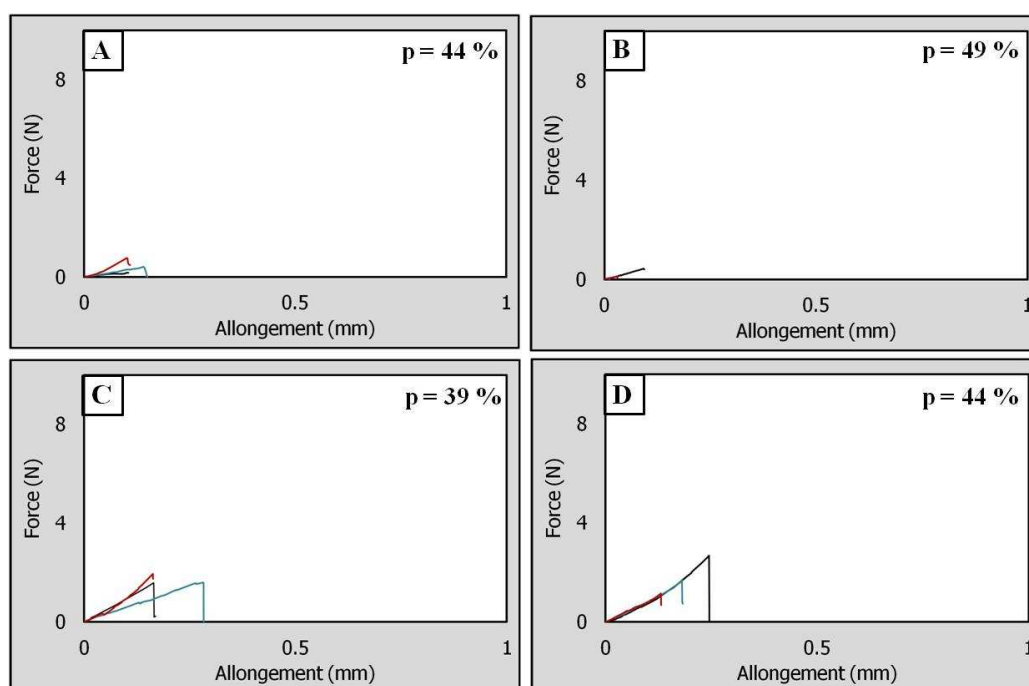 A
p = 44 %
8
4
0
Force (N)
0
0.5
1
Allongement (mm)
B
p = 49 %
8
4
0
Force (N)
0
0.5
1
Allongement (mm)
C
p = 39 %
8
4
0
Force (N)
0
0.5
1
Allongement (mm)
D
p = 44 %
8
4
0
Force (N)
0
0.5
1
Allongement (mm)